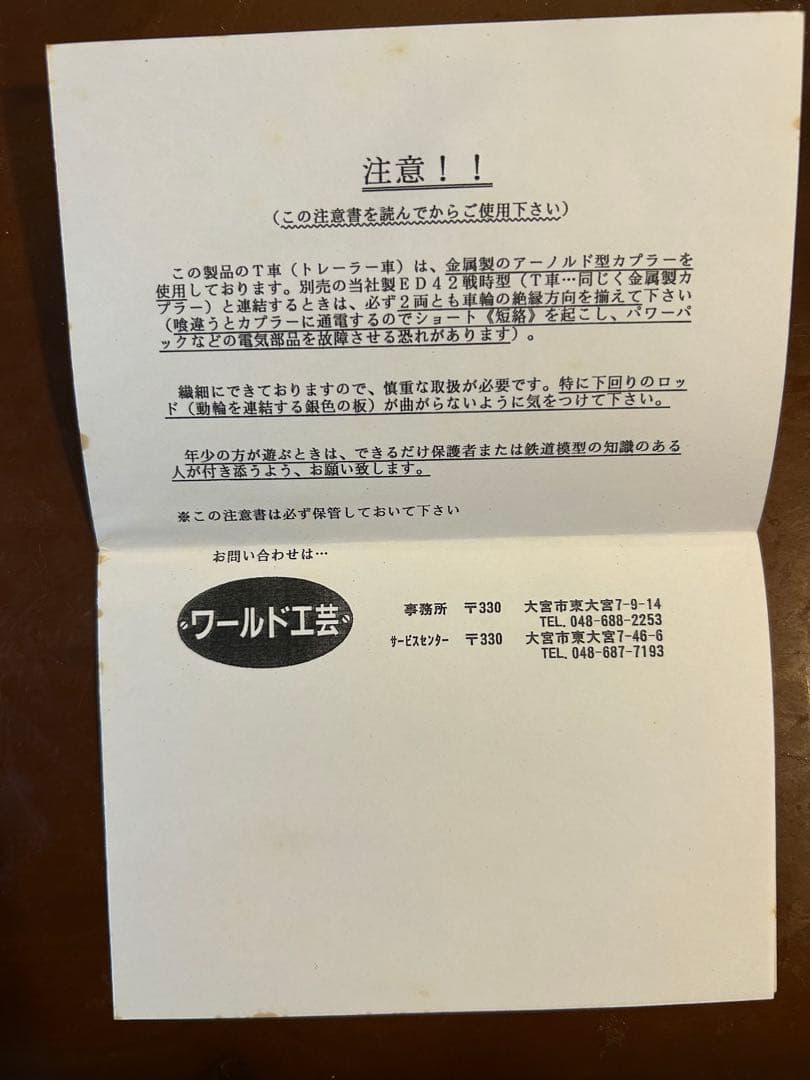 注意！！
（この注意書を読んでからご使用下さい）
この製品のＴ車（トレーラー車）は、金属製のアーノルド型カプラーを
使用しております。別売の当社製ＥＤ４２戦時型（Ｔ車…同じく金属製カ
プラー）と連結するときは、必ず２両とも車輪の絶縁方向を揃えて下さい
（喰違うとカプラーに通電するのでショート《短絡》を起こし、パワーパ
ックなどの電気部品を故障させる恐れがあります）。
繊細にできておりますので、慎重な取扱が必要です。特に下回りのロッ
ド（動輪を連結する銀色の板）が曲がらないように気をつけて下さい。
年少の方が遊ぶときは、できるだけ保護者または鉄道模型の知識のある
人が付き添うよう、お願い致します。
※この注意書は必ず保管しておいて下さい
お問い合わせは…
ワールド工芸
事務所 〒330 大宮市東大宮7-9-14
TEL. 048-688-2253
ｻｰﾋﾞｽｾﾝﾀｰ 〒330 大宮市東大宮7-46-6
TEL. 048-687-7193